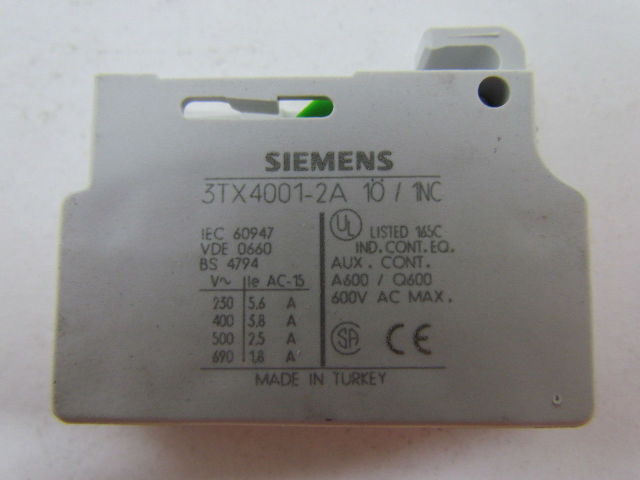 SIEMENS
3TX4001-2A 1Ö / 1NC
IEC 60947
VDE 0660
BS 4794
V~ Ie AC-15
230 5,6 A
400 3,8 A
500 2,5 A
690 1,8 A
UL LISTED 165C
IND. CONT. EQ.
AUX. CONT.
A600 / Q600
600V AC MAX.
SA CE
MADE IN TURKEY